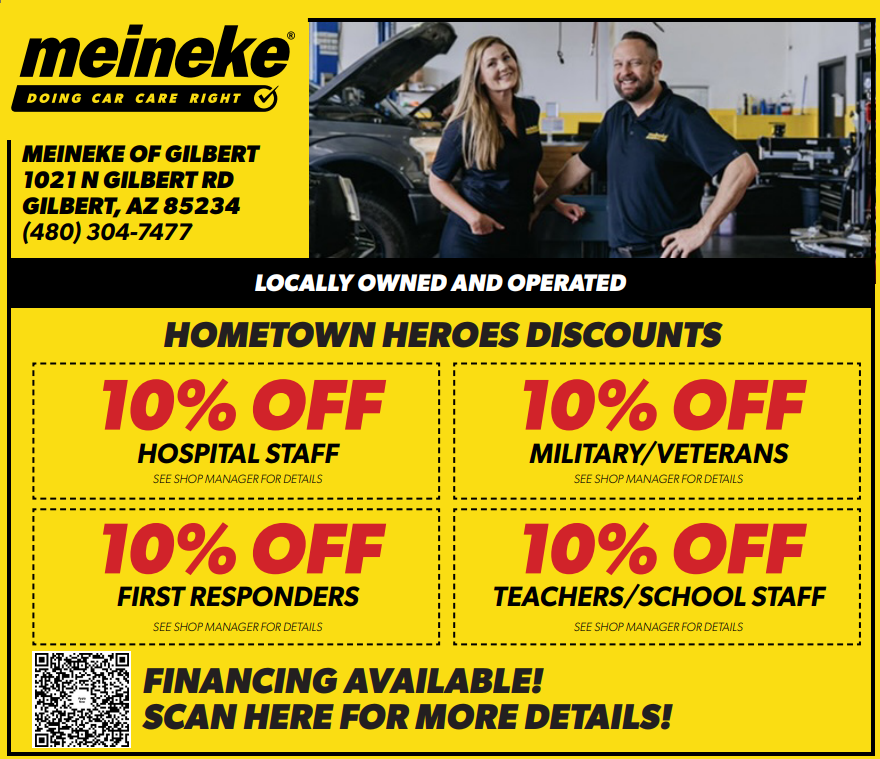 meineke®
DOING CAR CARE RIGHT
MEINEKE OF GILBERT
1021 N GILBERT RD
GILBERT, AZ 85234
(480) 304-7477
LOCALLY OWNED AND OPERATED
HOMETOWN HEROES DISCOUNTS
10% OFF
HOSPITAL STAFF
SEE SHOP MANAGER FOR DETAILS
10% OFF
MILITARY/VETERANS
SEE SHOP MANAGER FOR DETAILS
10% OFF
FIRST RESPONDERS
SEE SHOP MANAGER FOR DETAILS
10% OFF
TEACHERS/SCHOOL STAFF
SEE SHOP MANAGER FOR DETAILS
FINANCING AVAILABLE!
SCAN HERE FOR MORE DETAILS!